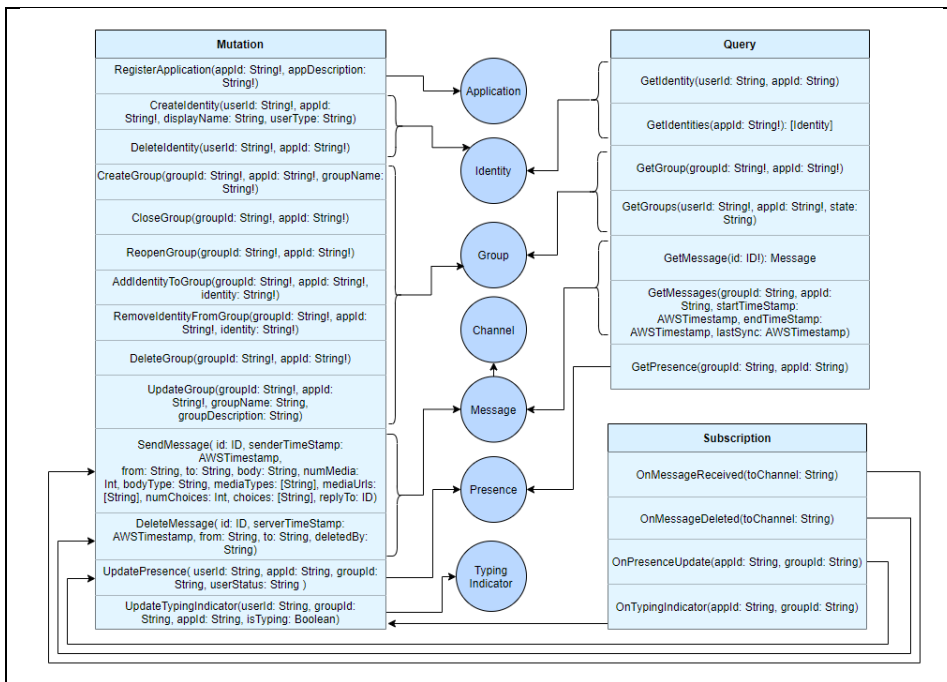 Mutation
RegisterApplication(appId: String!, appDescription:
String!)
CreateIdentity(userId: String!, appId:
String!, displayName: String, userType: String)
DeleteIdentity(userId: String!, appId: String!)
CreateGroup(groupId: String!, appId: String!, groupName:
String!)
CloseGroup(groupId: String!, appId: String!)
ReopenGroup(groupId: String!, appId: String!)
AddIdentityToGroup(groupId: String!, appId: String!,
identity: String!)
RemoveIdentityFromGroup(groupId: String!, appId:
String!, identity: String!)
DeleteGroup(groupId: String!, appId: String!)
UpdateGroup(groupId: String!, appId:
String!, groupName: String,
groupDescription: String)
SendMessage( id: ID, senderTimeStamp:
AWSTimestamp,
from: String, to: String, body: String, numMedia:
Int, bodyType: String, mediaTypes: [String], mediaUrls:
[String], numChoices: Int, choices: [String], replyTo: ID)
DeleteMessage( id: ID, serverTimeStamp:
AWSTimestamp, from: String, to: String, deletedBy:
String)
UpdatePresence( userId: String, appId: String, groupId:
String, userStatus: String )
UpdateTypingIndicator(userId: String, groupId:
String, appId: String, isTyping: Boolean)
Application
Identity
Group
Channel
Message
Presence
Typing
Indicator
Query
GetIdentity(userId: String, appId: String)
GetIdentities(appId: String!): [Identity]
GetGroup(groupId: String!, appId: String!)
GetGroups(userId: String!, appId: String!, state:
String)
GetMessage(id: ID!): Message
GetMessages(groupId: String, appId:
String, startTimeStamp:
AWSTimestamp, endTimeStamp:
AWSTimestamp, lastSync: AWSTimestamp)
GetPresence(groupId: String, appId: String)
Subscription
OnMessageReceived(toChannel: String)
OnMessageDeleted(toChannel: String)
OnPresenceUpdate(appId: String, groupId: String)
OnTypingIndicator(appId: String, groupId: String)